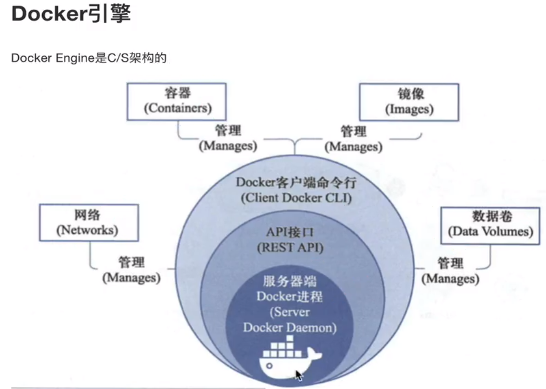 Docker引擎
Docker Engine是C/S架构的
容器
(Containers)
镜像
(Images)
管理
(Manages)
管理
(Manages)
Docker客户端命令行
(Client Docker CLI)
网络
(Networks)
API接口
(REST API)
数据卷
(Data Volumes)
管理
(Manages)
服务器端
Docker进程
(Server
Docker Daemon)
管理
(Manages)